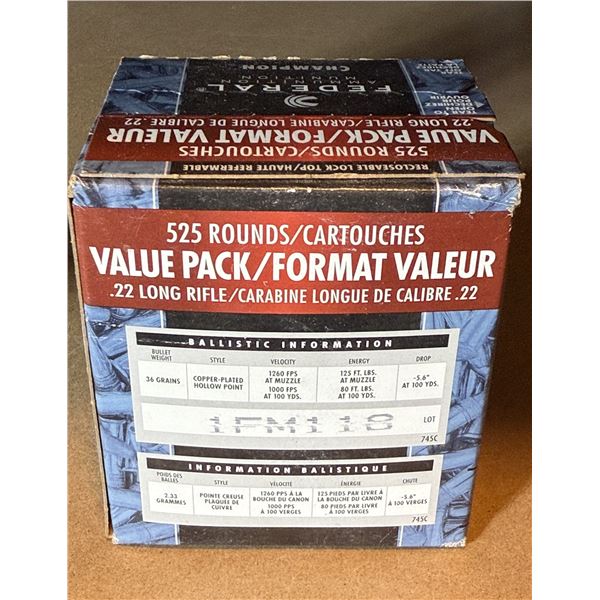 TEAR TO
OPEN
POUR
OUVRIR
FEDERAL
AMMUNITION
MUNITION
CHAMPION
.22 LONG RIFLE/CARABINE LONGUE DE CALIBRE .22
VALUE PACK/FORMAT VALEUR
525 ROUNDS/CARTOUCHES
RECLOSEABLE LOCK TOP/HAUTE REFERMABLE
525 ROUNDS/CARTOUCHES
VALUE PACK/FORMAT VALEUR
.22 LONG RIFLE/CARABINE LONGUE DE CALIBRE .22
BALLISTIC INFORMATION
BULLET WEIGHT STYLE VELOCITY ENERGY DROP
36 GRAINS COPPER-PLATED HOLLOW POINT 1260 FPS AT MUZZLE 1000 FPS AT 100 YDS. 125 FT. LBS. AT MUZZLE 80 FT. LBS. AT 100 YDS. -5.6" AT 100 YDS.
1FM118 LOT
745C
INFORMATION BALISTIQUE
POIDS DES BALLES STYLE VÉLOCITÉ ÉNERGIE CHUTE
2.33 GRAMMES POINTE CREUSE PLAQUÉE DE CUIVRE 1260 PPS À LA BOUCHE DU CANON 1000 PPS À 100 VERGES 125 PIEDS PAR LIVRE À LA BOUCHE DU CANON 80 PIEDS PAR LIVRE À 100 VERGES -5.6" À 100 VERGES
745C